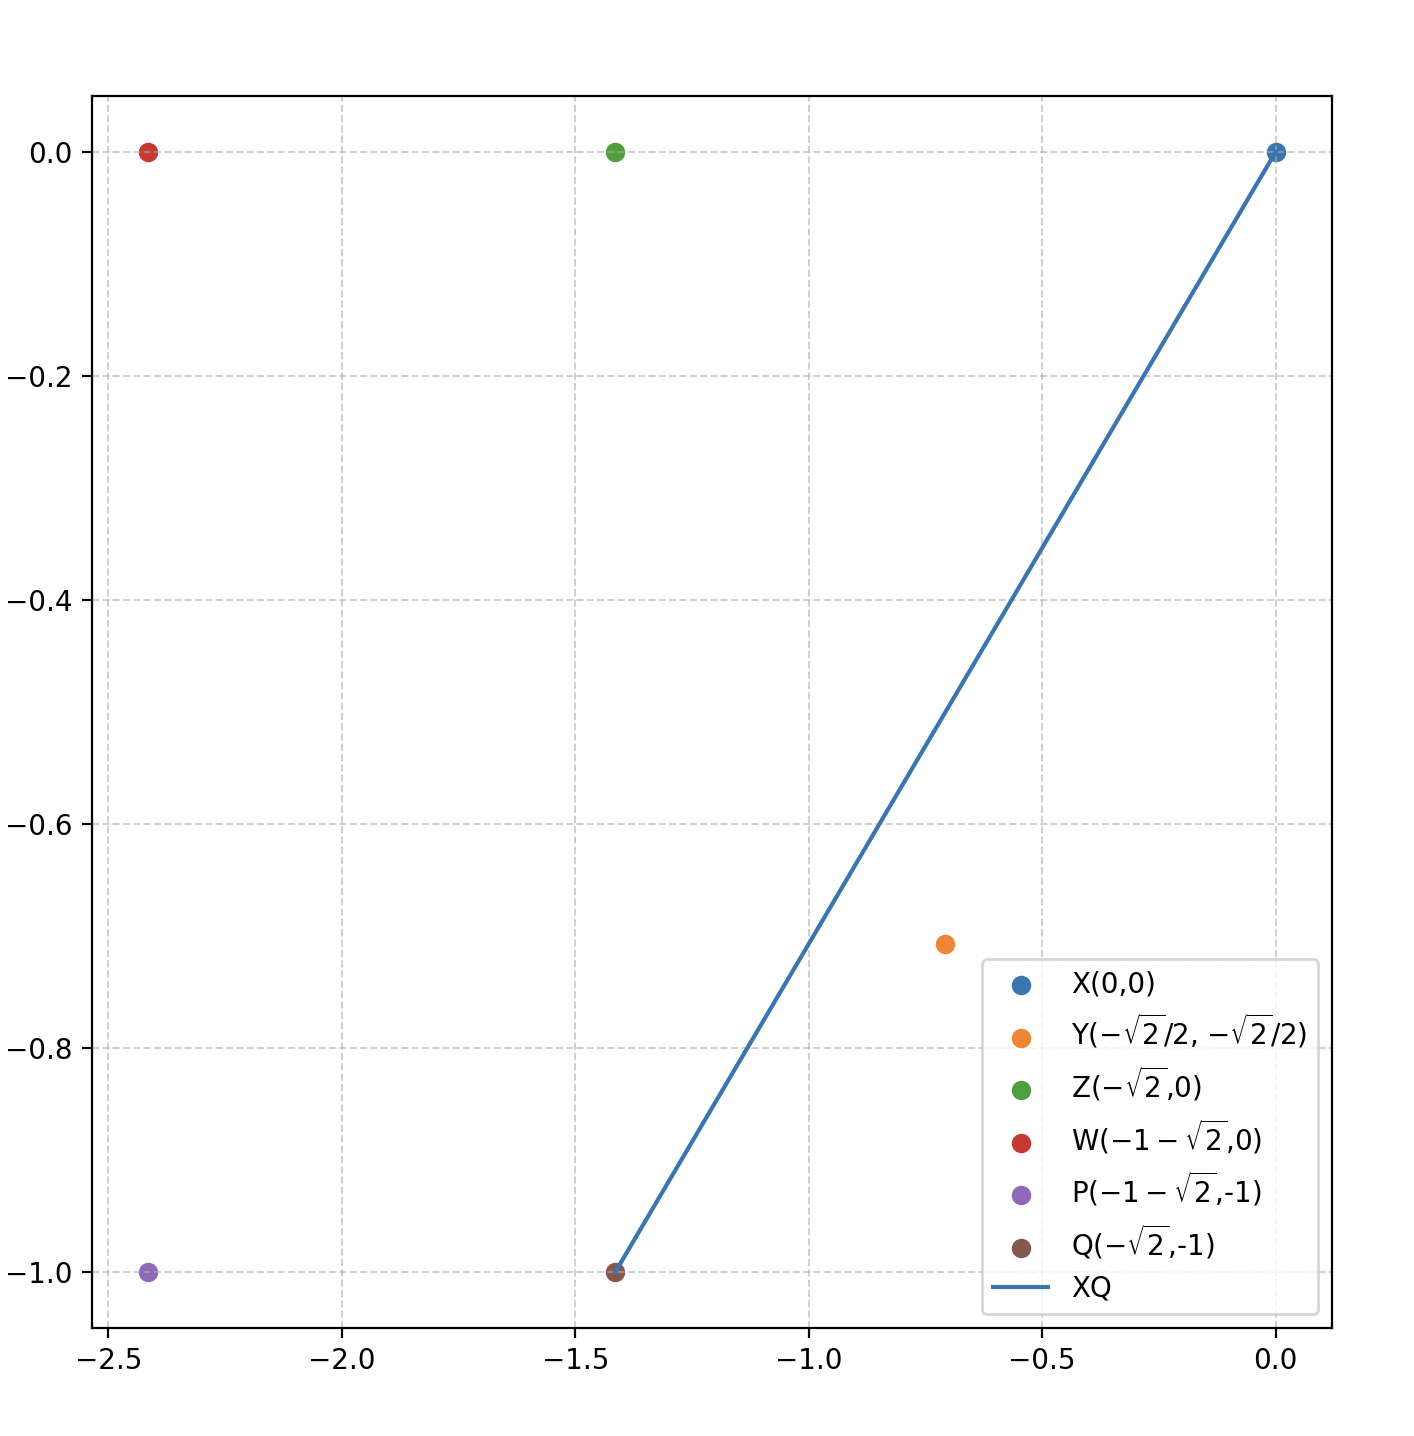 0.0
−0.2
−0.4
−0.6
−0.8
−1.0
X(0,0)
Y(−√2/2, −√2/2)
Z(−√2,0)
W(−1 − √2,0)
P(−1 − √2,-1)
Q(−√2,-1)
XQ
−2.5 −2.0 −1.5 −1.0 −0.5 0.0